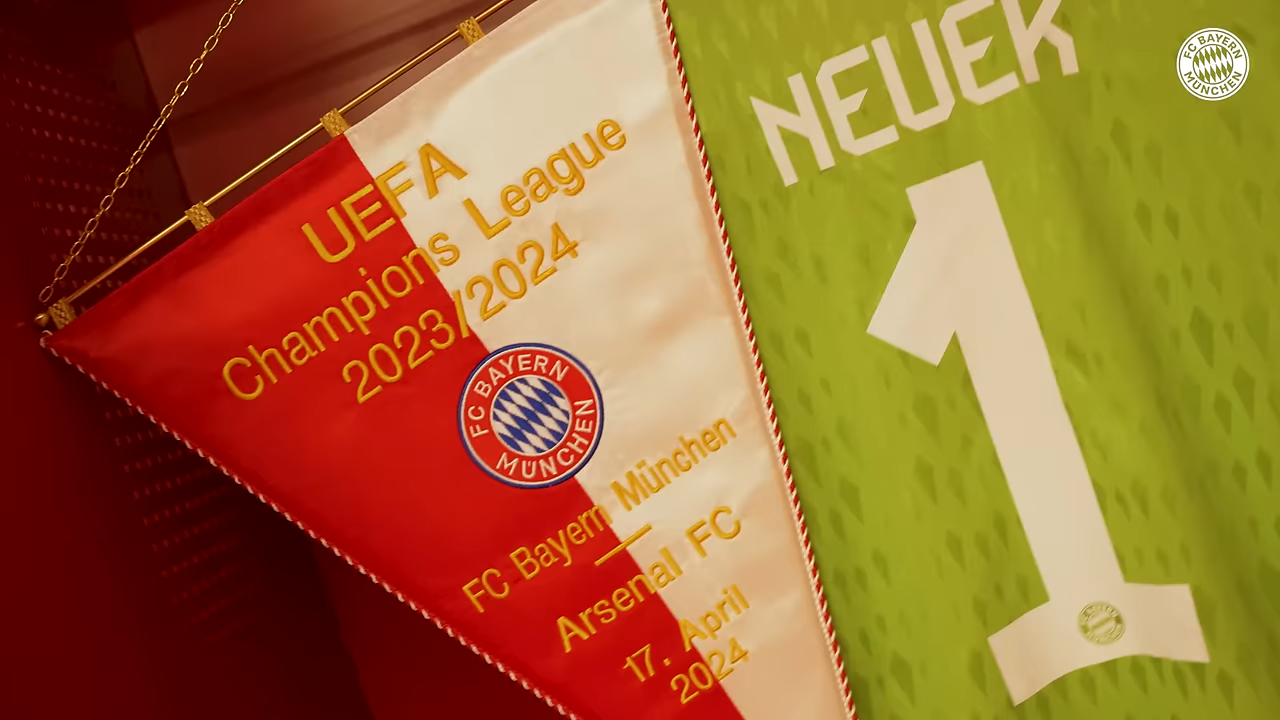 UEFA
Champions League
2023/2024
FC BAYERN
MÜNCHEN
FC Bayern München
Arsenal FC
17. April
2024
NEUER
1
FC BAYERN
MÜNCHEN